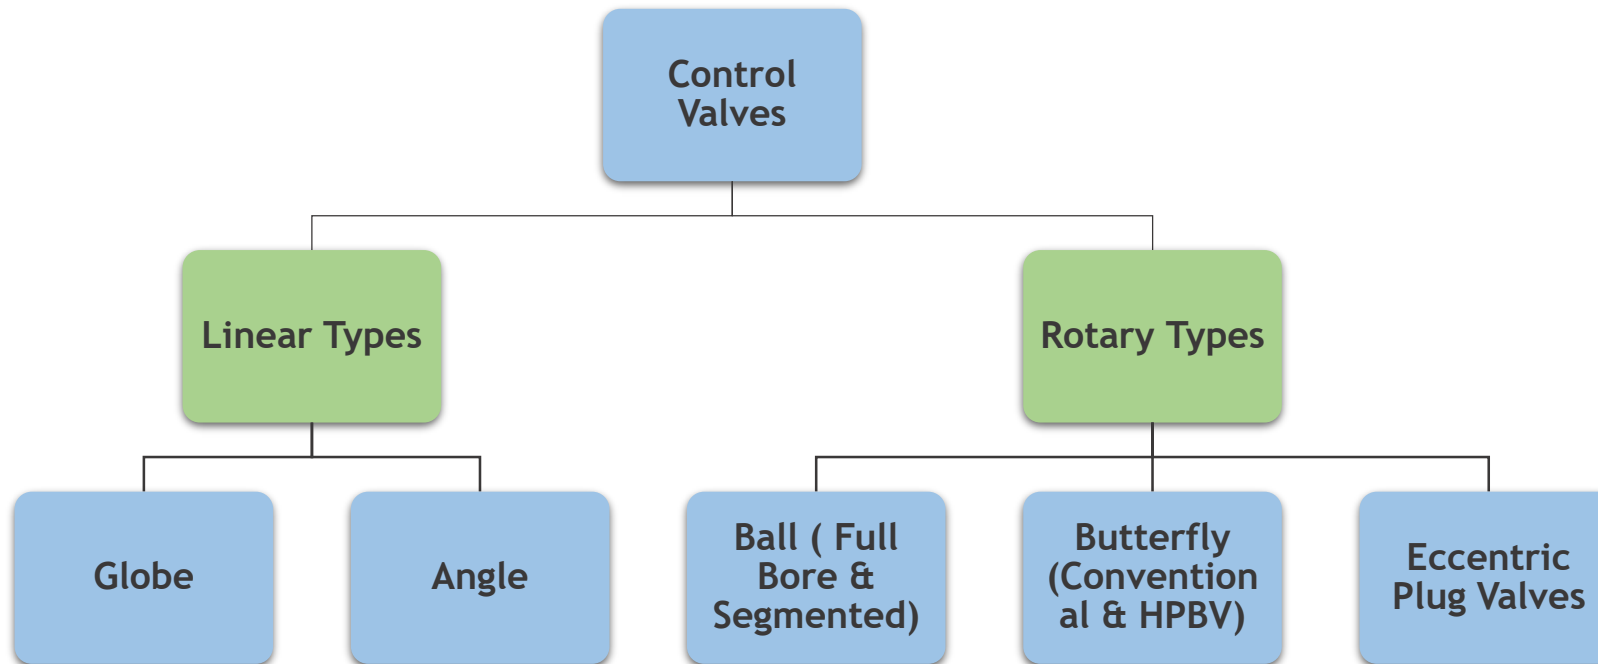 Control
Valves
Linear Types
Rotary Types
Globe
Angle
Ball ( Full
Bore &
Segmented)
Butterfly
(Convention
al & HPBV)
Eccentric
Plug Valves